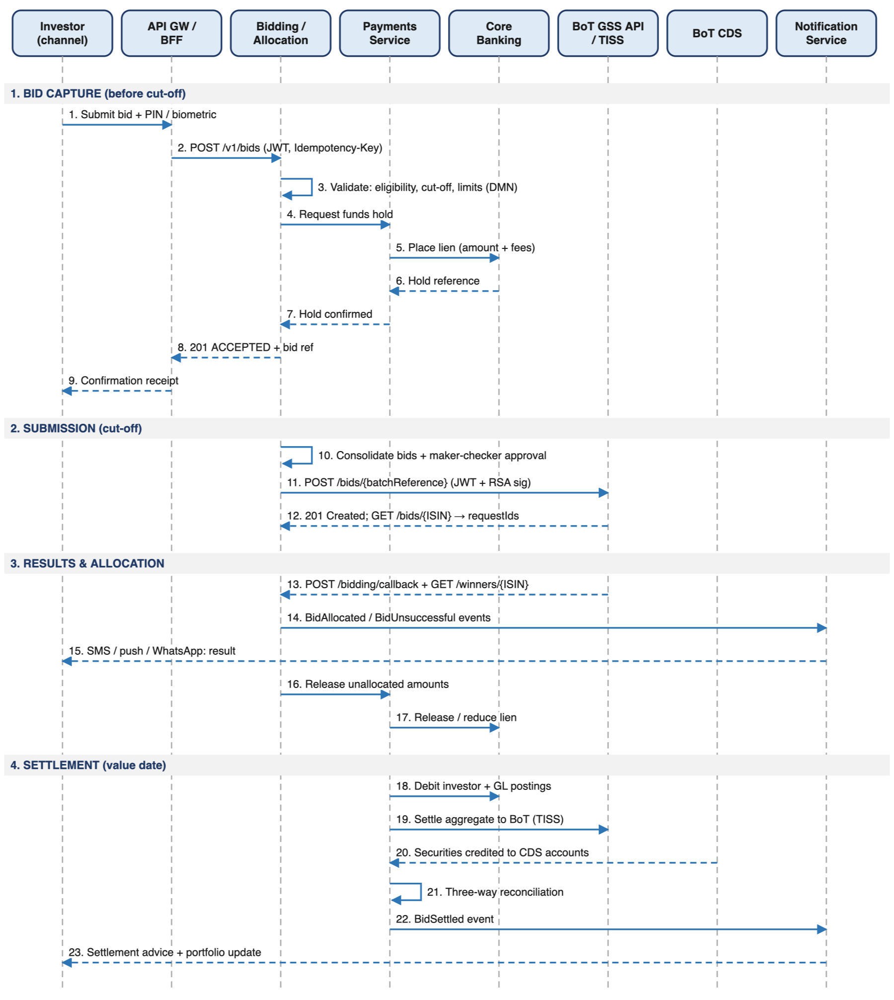 Investor
(channel)
API GW /
BFF
Bidding /
Allocation
Payments
Service
Core
Banking
BoT GSS API
/ TISS
BoT CDS
Notification
Service
1. BID CAPTURE (before cut-off)
1. Submit bid + PIN / biometric
2. POST /v1/bids (JWT, Idempotency-Key)
3. Validate: eligibility, cut-off, limits (DMN)
4. Request funds hold
5. Place lien (amount + fees)
6. Hold reference
7. Hold confirmed
8. 201 ACCEPTED + bid ref
9. Confirmation receipt
2. SUBMISSION (cut-off)
10. Consolidate bids + maker-checker approval
11. POST /bids/{batchReference} (JWT + RSA sig)
12. 201 Created; GET /bids/{ISIN} → requestIds
3. RESULTS & ALLOCATION
13. POST /bidding/callback + GET /winners/{ISIN}
14. BidAllocated / BidUnsuccessful events
15. SMS / push / WhatsApp: result
16. Release unallocated amounts
17. Release / reduce lien
4. SETTLEMENT (value date)
18. Debit investor + GL postings
19. Settle aggregate to BoT (TISS)
20. Securities credited to CDS accounts
21. Three-way reconciliation
22. BidSettled event
23. Settlement advice + portfolio update